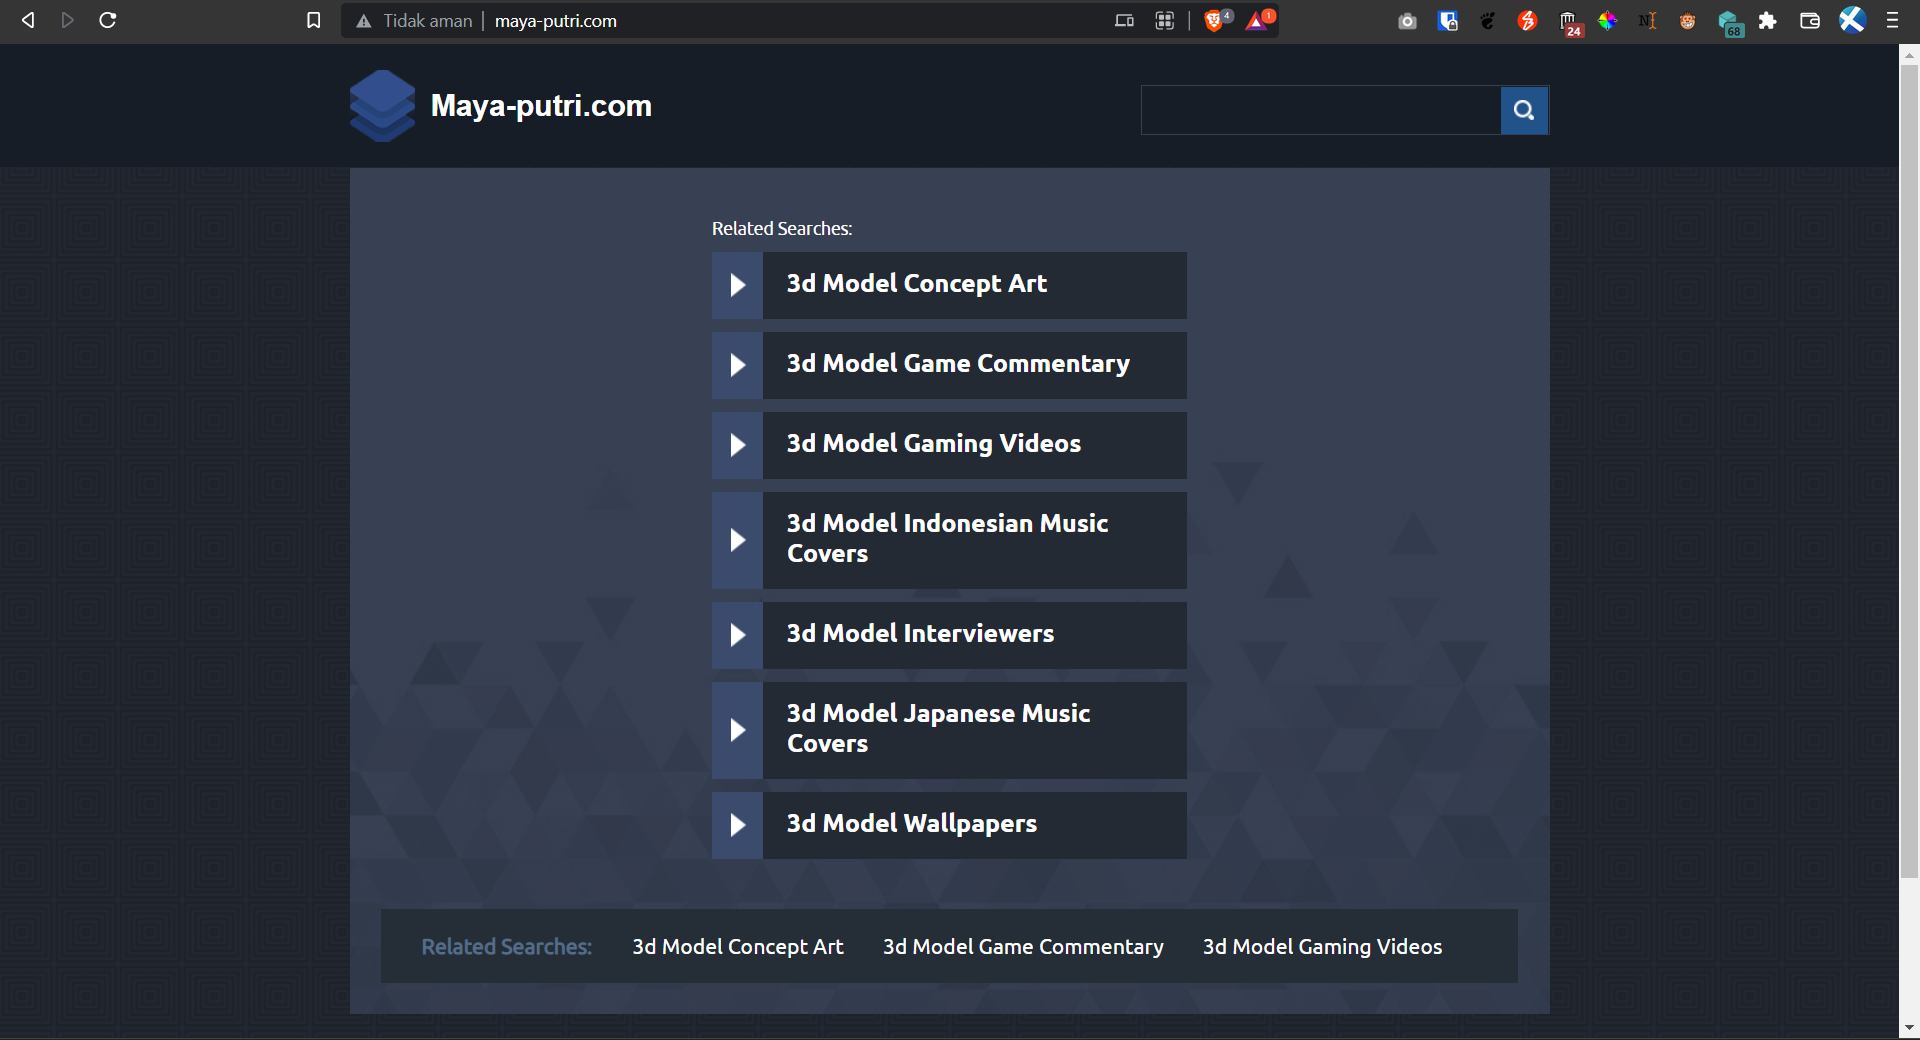 Tidak aman | maya-putri.com
4
1
24
68
Maya-putri.com
Related Searches:
3d Model Concept Art
3d Model Game Commentary
3d Model Gaming Videos
3d Model Indonesian Music
Covers
3d Model Interviewers
3d Model Japanese Music
Covers
3d Model Wallpapers
Related Searches: 3d Model Concept Art 3d Model Game Commentary 3d Model Gaming Videos